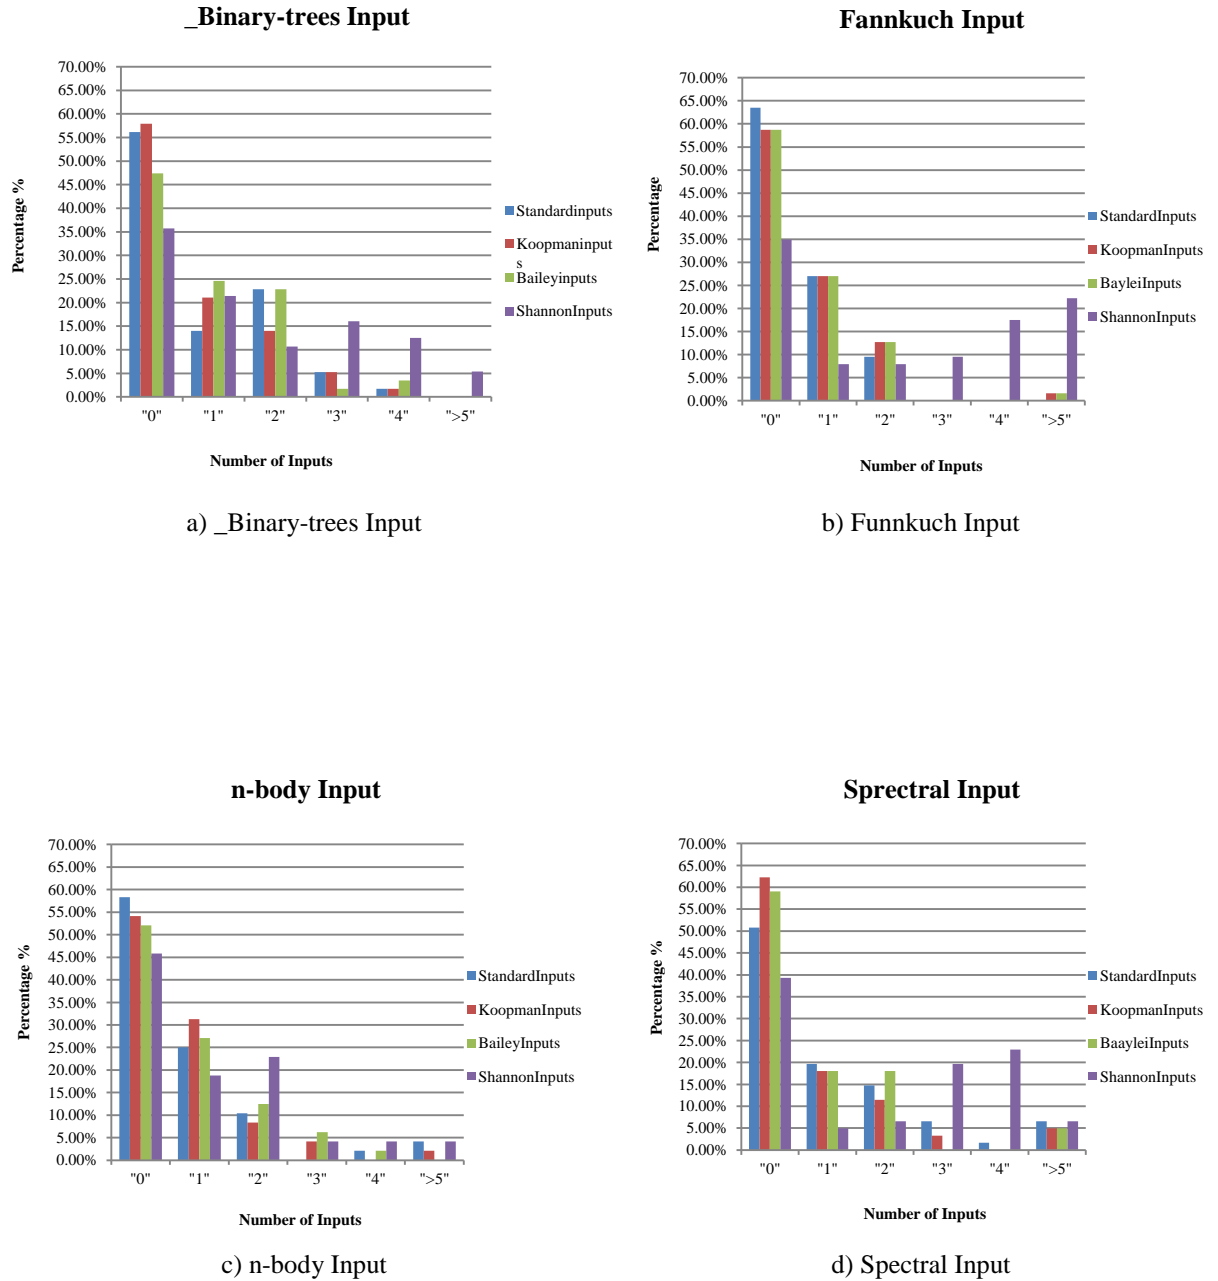 _Binary-trees Input
70.00%
65.00%
60.00%
55.00%
50.00%
45.00%
40.00%
35.00%
30.00%
25.00%
20.00%
15.00%
10.00%
5.00%
0.00%
Percentage %
"0" "1" "2" "3" "4" ">5"
Number of Inputs
Standardinputs
Koopmaninput
s
Baileyinputs
ShannonInputs
a) _Binary-trees Input
Fannkuch Input
70.00%
65.00%
60.00%
55.00%
50.00%
45.00%
40.00%
35.00%
30.00%
25.00%
20.00%
15.00%
10.00%
5.00%
0.00%
Percentage
"0" "1" "2" "3" "4" ">5"
Number of Inputs
StandardInputs
KoopmanInputs
BayleiInputs
ShannonInputs
b) Funnkuch Input
n-body Input
70.00%
65.00%
60.00%
55.00%
50.00%
45.00%
40.00%
35.00%
30.00%
25.00%
20.00%
15.00%
10.00%
5.00%
0.00%
Percentage %
"0" "1" "2" "3" "4" ">5"
Number of Inputs
StandardInputs
KoopmanInputs
BaileyInputs
ShannonInputs
c) n-body Input
Sprectral Input
70.00%
65.00%
60.00%
55.00%
50.00%
45.00%
40.00%
35.00%
30.00%
25.00%
20.00%
15.00%
10.00%
5.00%
0.00%
Percentage %
"0" "1" "2" "3" "4" ">5"
Number of Inputs
StandardInputs
KoopmanInputs
BaayleiInputs
ShannonInputs
d) Spectral Input